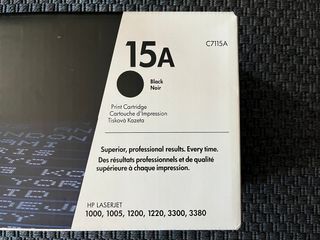 15A
C7115A
Black
Noir
Print Cartridge
Cartouche d'Impression
Tisková Kazeta
Superior, professional results. Every time.
Des résultats professionnels et de qualité
supérieure à chaque impression.
HP LASERJET
1000, 1005, 1200, 1220, 3300, 3380